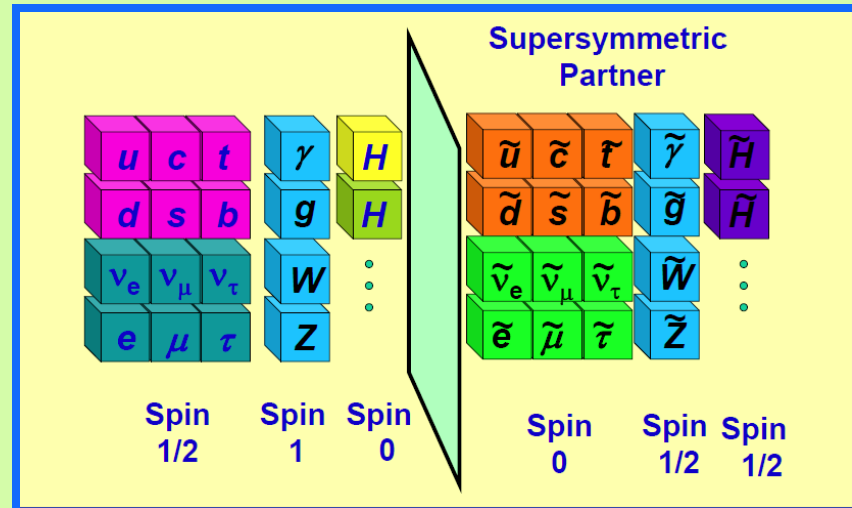 Supersymmetric
Partner
u c t γ H ũ c̃ t̃ γ̃ H̃
d s b g H d̃ s̃ b̃ g̃ H̃
νe νμ ντ W ν̃e ν̃μ ν̃τ W̃
e μ τ Z ẽ μ̃ τ̃ Z̃
Spin Spin Spin Spin Spin Spin
1/2 1 0 0 1/2 1/2